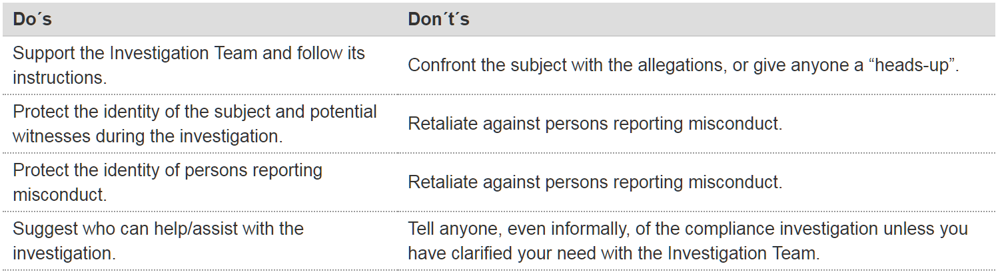 Do´s
Don´t´s
Support the Investigation Team and follow its
instructions.
Confront the subject with the allegations, or give anyone a “heads-up”.
Protect the identity of the subject and potential
witnesses during the investigation.
Retaliate against persons reporting misconduct.
Protect the identity of persons reporting
misconduct.
Retaliate against persons reporting misconduct.
Suggest who can help/assist with the
investigation.
Tell anyone, even informally, of the compliance investigation unless you
have clarified your need with the Investigation Team.